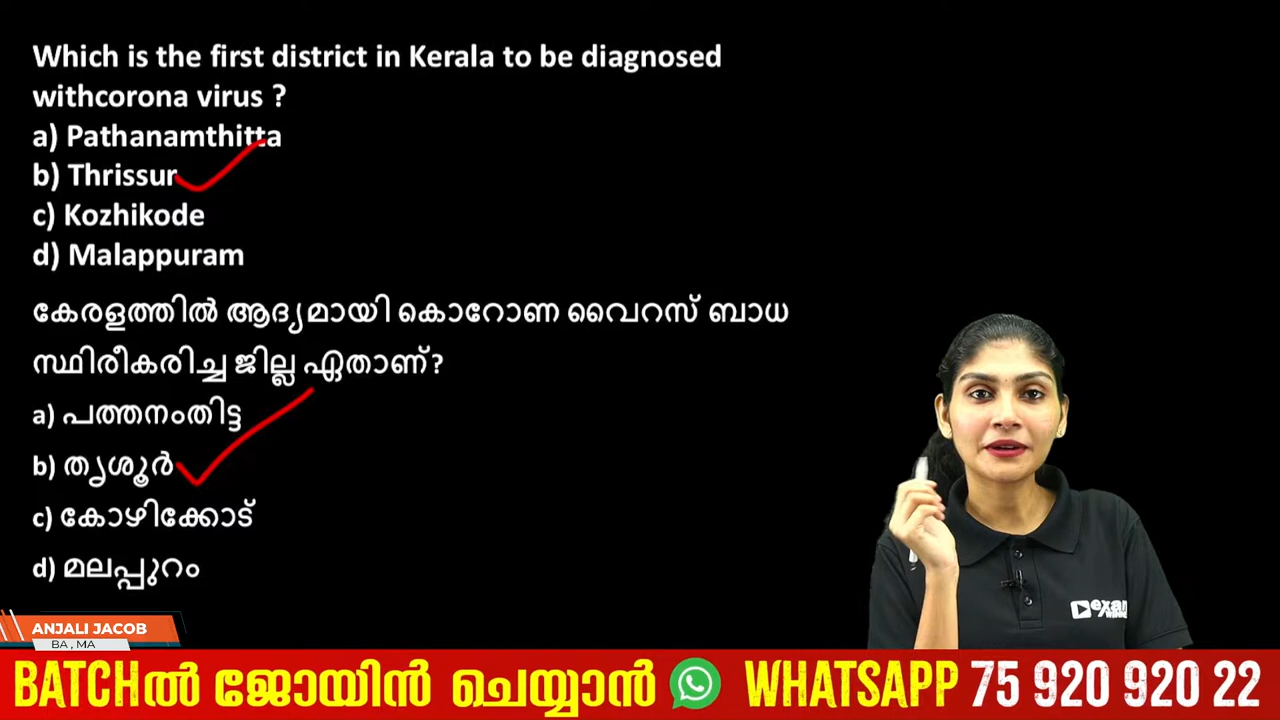 Which is the first district in Kerala to be diagnosed
withcorona virus ?
a) Pathanamthitta
b) Thrissur
c) Kozhikode
d) Malappuram
കേരളത്തിൽ ആദ്യമായി കൊറോണ വൈറസ് ബാധ
സ്ഥിരീകരിച്ച ജില്ല ഏതാണ്?
a) പത്തനംതിട്ട
b) തൃശൂർ
c) കോഴിക്കോട്
d) മലപ്പുറം
exam
ANJALI JACOB
BA , MA
BATCHൽ ജോയിൻ ചെയ്യാൻ WHATSAPP 75 920 920 22